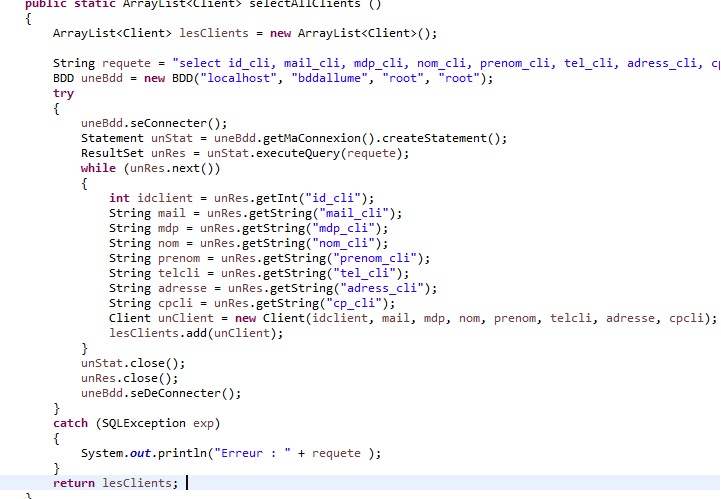 public static ArrayList<Client> selectAllClients ()
{
ArrayList<Client> lesClients = new ArrayList<Client>();
String requete = "select id_cli, mail_cli, mdp_cli, nom_cli, prenom_cli, tel_cli, adress_cli, cp
BDD uneBdd = new BDD("localhost", "bddallume", "root", "root");
try
{
uneBdd.seConnecter();
Statement unStat = uneBdd.getMaConnexion().createStatement();
ResultSet unRes = unStat.executeQuery(requete);
while (unRes.next())
{
int idclient = unRes.getInt("id_cli");
String mail = unRes.getString("mail_cli");
String mdp = unRes.getString("mdp_cli");
String nom = unRes.getString("nom_cli");
String prenom = unRes.getString("prenom_cli");
String telcli = unRes.getString("tel_cli");
String adresse = unRes.getString("adress_cli");
String cpcli = unRes.getString("cp_cli");
Client unClient = new Client(idclient, mail, mdp, nom, prenom, telcli, adresse, cpcli);
lesClients.add(unClient);
}
unStat.close();
unRes.close();
uneBdd.seDeConnecter();
}
catch (SQLException exp)
{
System.out.println("Erreur : " + requete );
}
return lesClients;
}